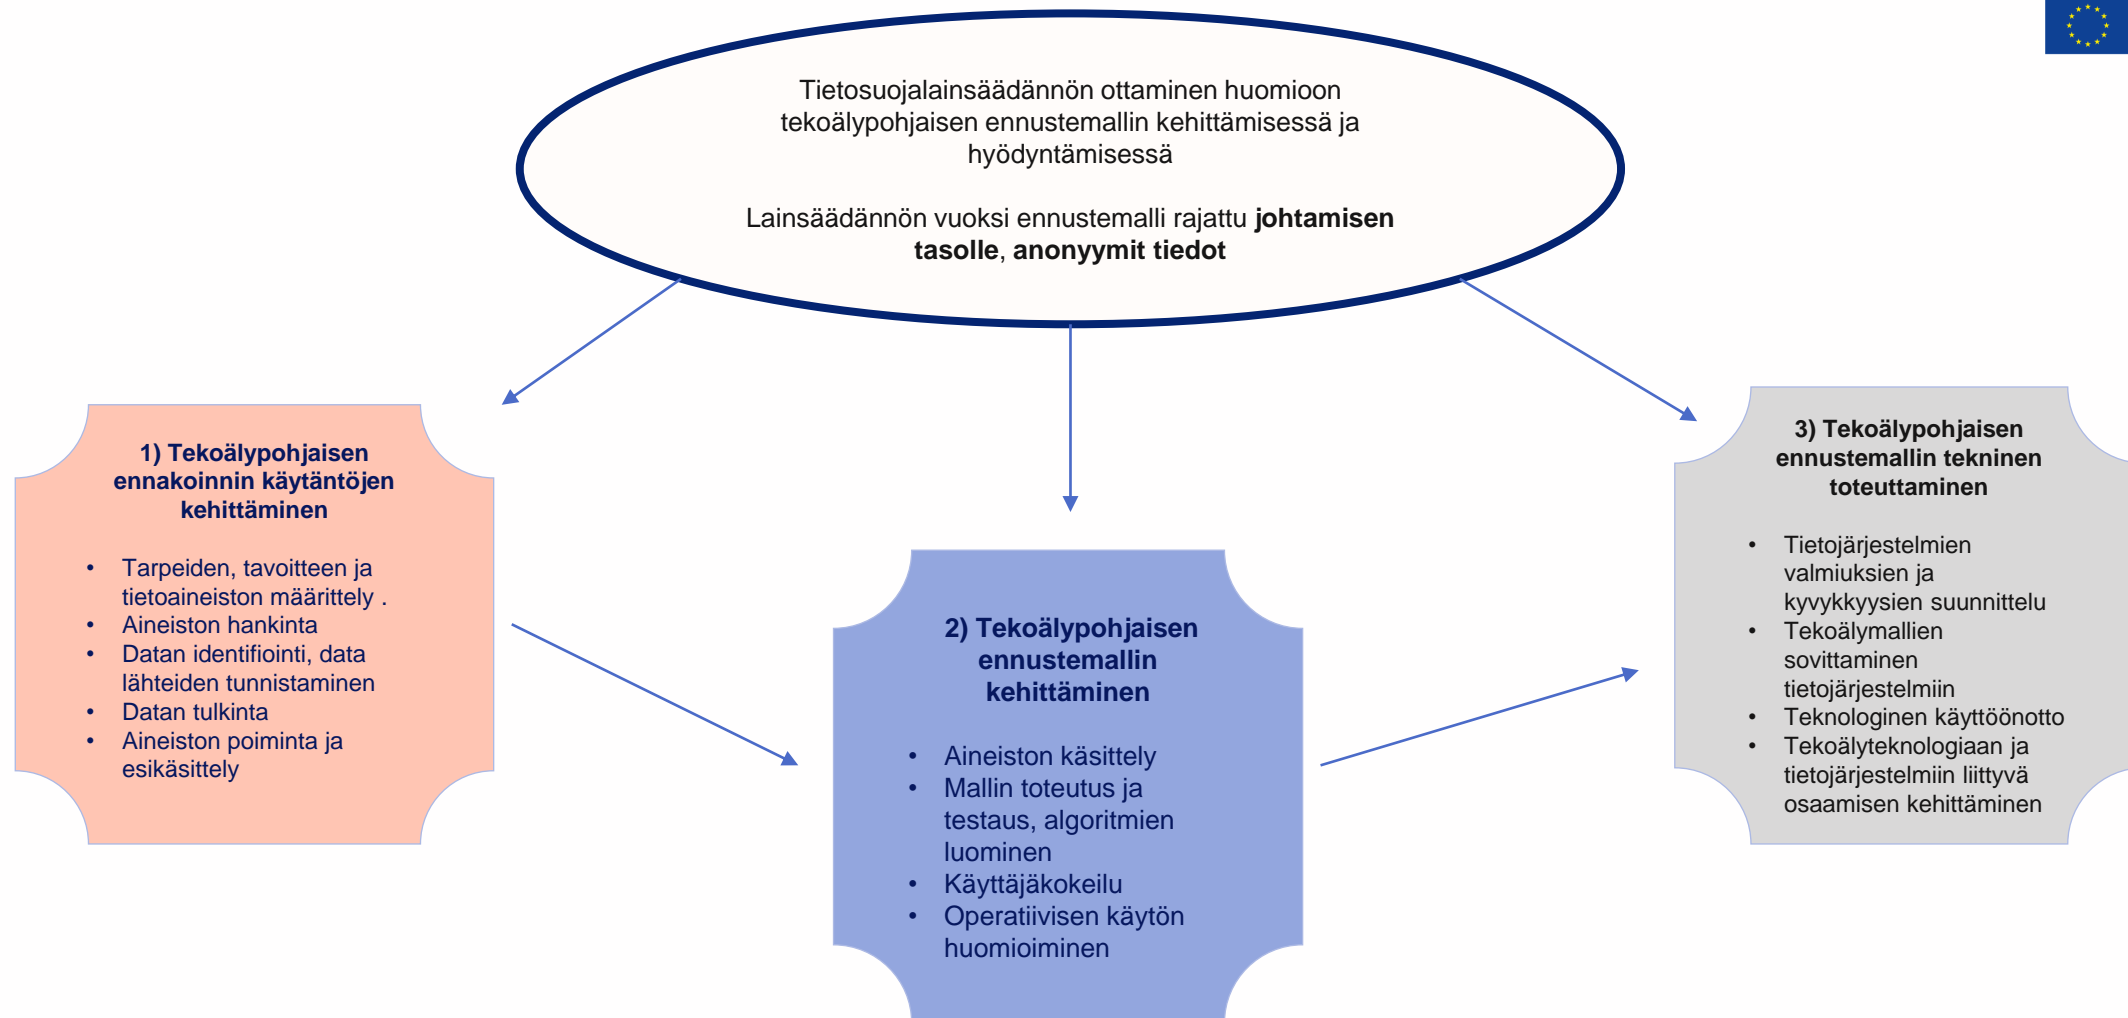 Tietosuojalainsäädännön ottaminen huomioon
tekoälypohjaisen ennustemallin kehittämisessä ja
hyödyntämisessä
Lainsäädännön vuoksi ennustemalli rajattu johtamisen
tasolle, anonyymit tiedot
1) Tekoälypohjaisen
ennakoinnin käytäntöjen
kehittäminen
• Tarpeiden, tavoitteen ja
tietoaineiston määrittely .
• Aineiston hankinta
• Datan identifiointi, data
lähteiden tunnistaminen
• Datan tulkinta
• Aineiston poiminta ja
esikäsittely
2) Tekoälypohjaisen
ennustemallin
kehittäminen
• Aineiston käsittely
• Mallin toteutus ja
testaus, algoritmien
luominen
• Käyttäjäkokeilu
• Operatiivisen käytön
huomioiminen
3) Tekoälypohjaisen
ennustemallin tekninen
toteuttaminen
• Tietojärjestelmien
valmiuksien ja
kyvykkyysien suunnittelu
• Tekoälymallien
sovittaminen
tietojärjestelmiin
• Teknologinen käyttöönotto
• Tekoälyteknologiaan ja
tietojärjestelmiin liittyvä
osaamisen kehittäminen